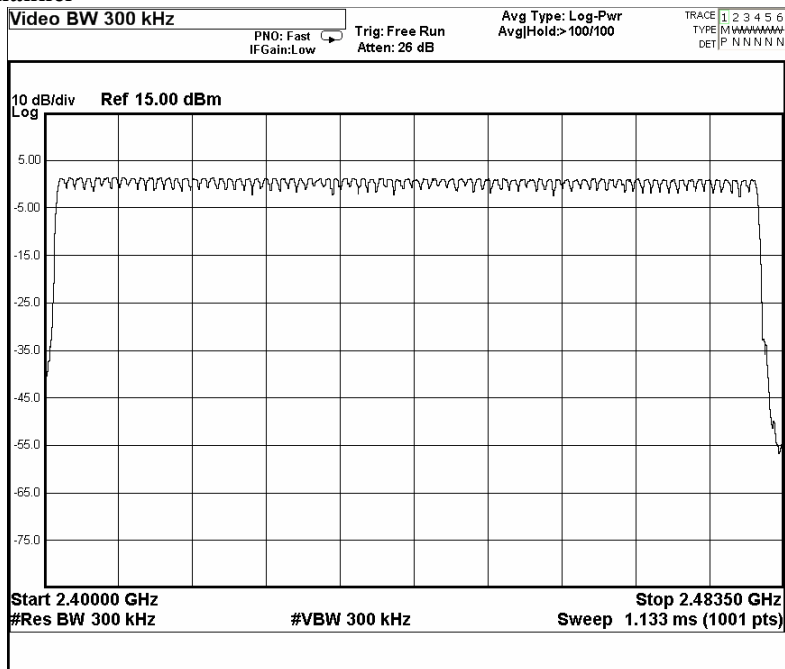 Video BW 300 kHz
PNO: Fast
IFGain:Low
Trig: Free Run
Atten: 26 dB
Avg Type: Log-Pwr
Avg|Hold:> 100/100
TRACE 1 2 3 4 5 6
TYPE M
DET P N N N N N
10 dB/div Ref 15.00 dBm
Log
5.00
-5.00
-15.0
-25.0
-35.0
-45.0
-55.0
-65.0
-75.0
Start 2.40000 GHz Stop 2.48350 GHz
#Res BW 300 kHz #VBW 300 kHz Sweep 1.133 ms (1001 pts)